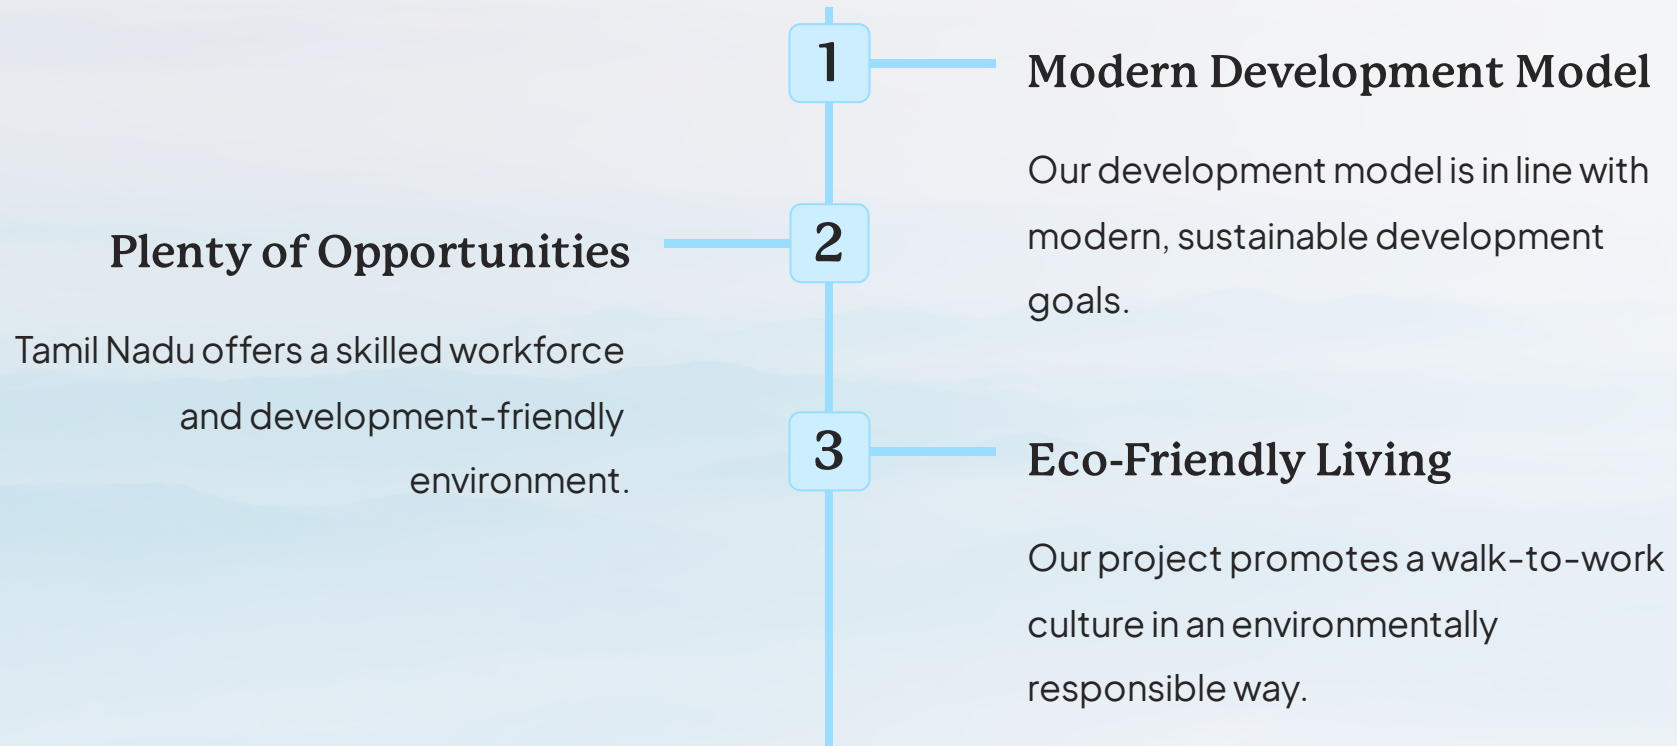 1
Modern Development Model
Our development model is in line with
modern, sustainable development
goals.
2
Plenty of Opportunities
Tamil Nadu offers a skilled workforce
and development-friendly
environment.
3
Eco-Friendly Living
Our project promotes a walk-to-work
culture in an environmentally
responsible way.